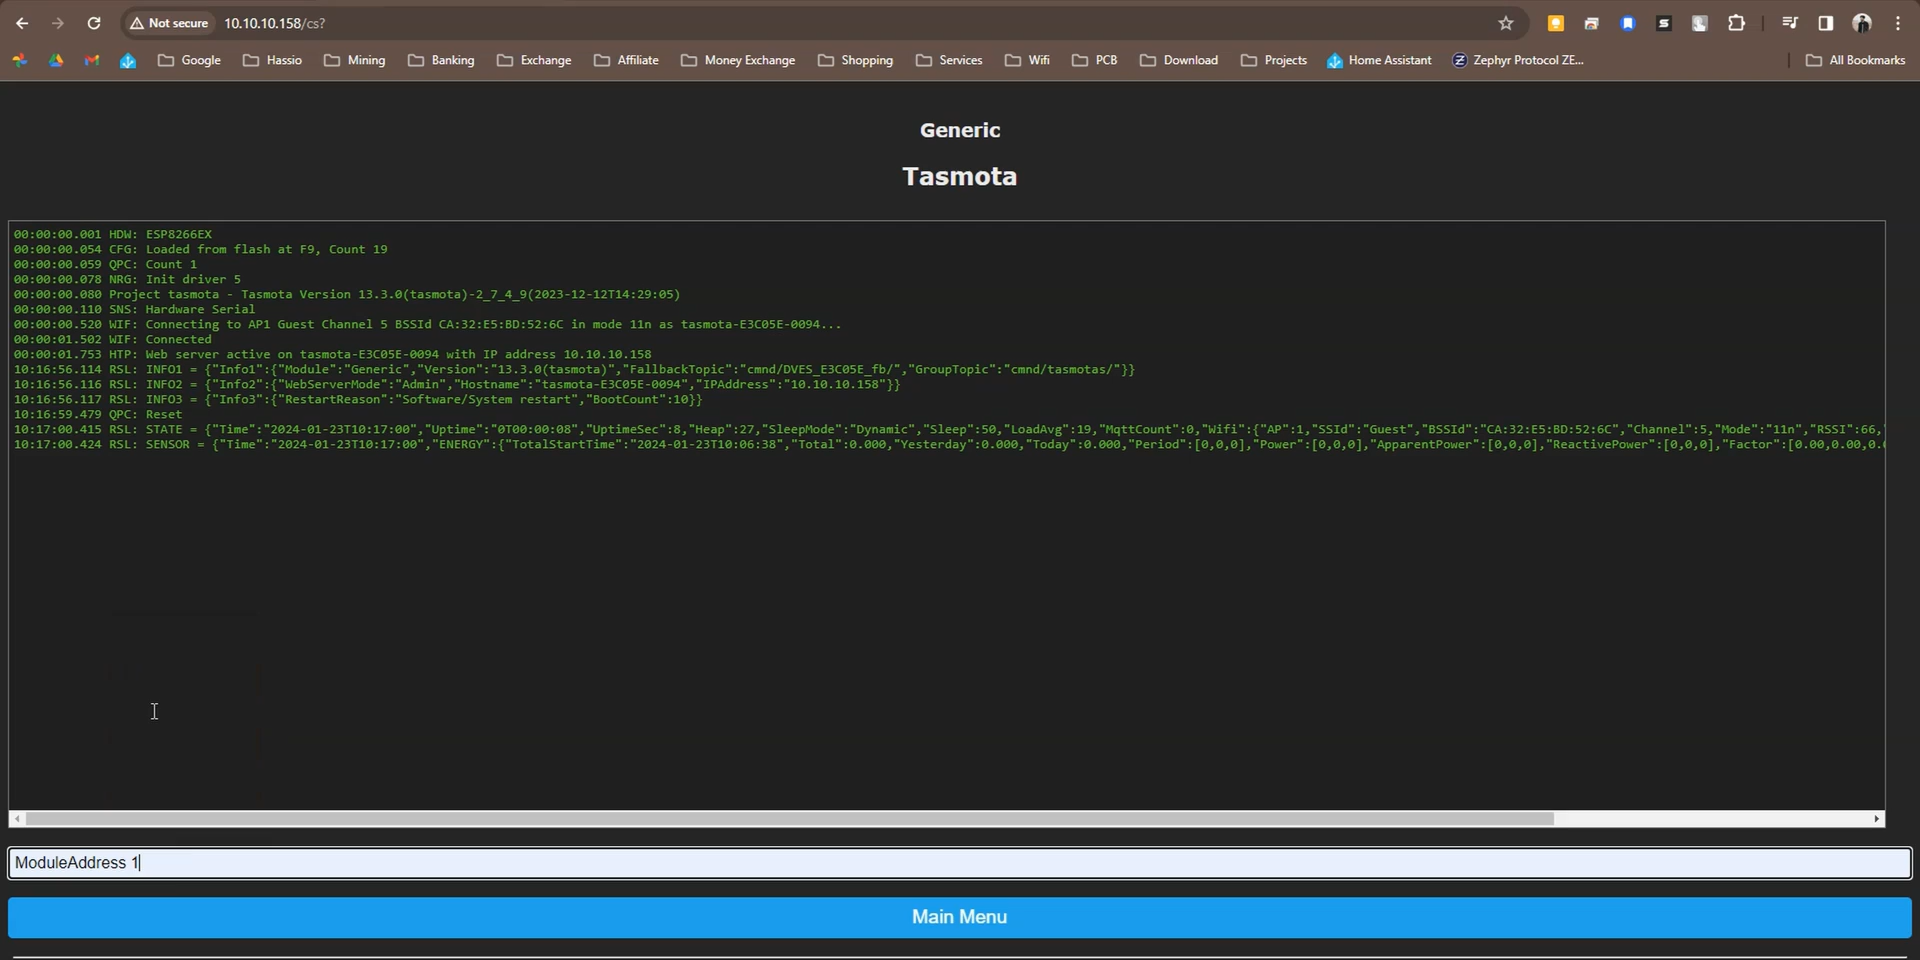 Not secure 10.10.10.158/cs?
Google Hassio Mining Banking Exchange Affiliate Money Exchange Shopping Services Wifi PCB Download Projects Home Assistant Zephyr Protocol ZE... All Bookmarks
Generic
Tasmota
00:00:00.001 HDW: ESP8266EX
00:00:00.054 CFG: Loaded from flash at F9, Count 19
00:00:00.059 QPC: Count 1
00:00:00.078 NRG: Init driver 5
00:00:00.080 Project tasmota - Tasmota Version 13.3.0(tasmota)-2_7_4_9(2023-12-12T14:29:05)
00:00:00.110 SNS: Hardware Serial
00:00:00.520 WIF: Connecting to AP1 Guest Channel 5 BSSId CA:32:E5:BD:52:6C in mode 11n as tasmota-E3C05E-0094...
00:00:01.502 WIF: Connected
00:00:01.753 HTP: Web server active on tasmota-E3C05E-0094 with IP address 10.10.10.158
10:16:56.114 RSL: INFO1 = {"Info1":{"Module":"Generic","Version":"13.3.0(tasmota)","FallbackTopic":"cmnd/DVES_E3C05E_fb/","GroupTopic":"cmnd/tasmotas/"}}
10:16:56.116 RSL: INFO2 = {"Info2":{"WebServerMode":"Admin","Hostname":"tasmota-E3C05E-0094","IPAddress":"10.10.10.158"}}
10:16:56.117 RSL: INFO3 = {"Info3":{"RestartReason":"Software/System restart","BootCount":10}}
10:16:59.479 QPC: Reset
10:17:00.415 RSL: STATE = {"Time":"2024-01-23T10:17:00","Uptime":"0T00:00:08","UptimeSec":8,"Heap":27,"SleepMode":"Dynamic","Sleep":50,"LoadAvg":19,"MqttCount":0,"Wifi":{"AP":1,"SSId":"Guest","BSSId":"CA:32:E5:BD:52:6C","Channel":5,"Mode":"11n","RSSI":66,
10:17:00.424 RSL: SENSOR = {"Time":"2024-01-23T10:17:00","ENERGY":{"TotalStartTime":"2024-01-23T10:06:38","Total":0.000,"Yesterday":0.000,"Today":0.000,"Period":[0,0,0],"Power":[0,0,0],"ApparentPower":[0,0,0],"ReactivePower":[0,0,0],"Factor":[0.00,0.00,0.0
ModuleAddress 1
Main Menu